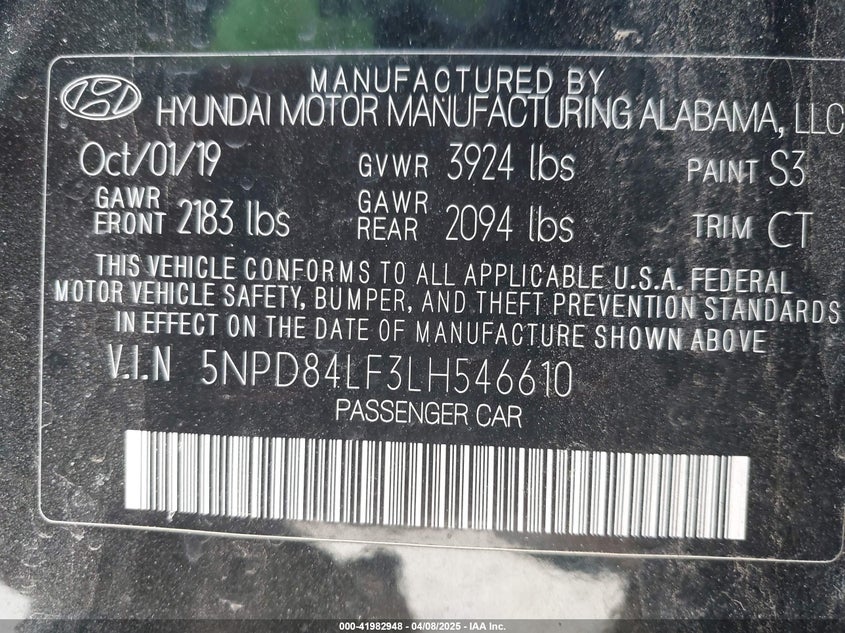 MANUFACTURED BY
HYUNDAI MOTOR MANUFACTURING ALABAMA, LLC
Oct/01/19 GVWR 3924 lbs PAINT S3
GAWR FRONT 2183 lbs GAWR REAR 2094 lbs TRIM CT
THIS VEHICLE CONFORMS TO ALL APPLICABLE U.S.A. FEDERAL
MOTOR VEHICLE SAFETY, BUMPER, AND THEFT PREVENTION STANDARDS
IN EFFECT ON THE DATE OF MANUFACTURE SHOWN ABOVE
V.I.N 5NPD84LF3LH546610
PASSENGER CAR
000-41982948 - 04/08/2025 - IAA Inc.